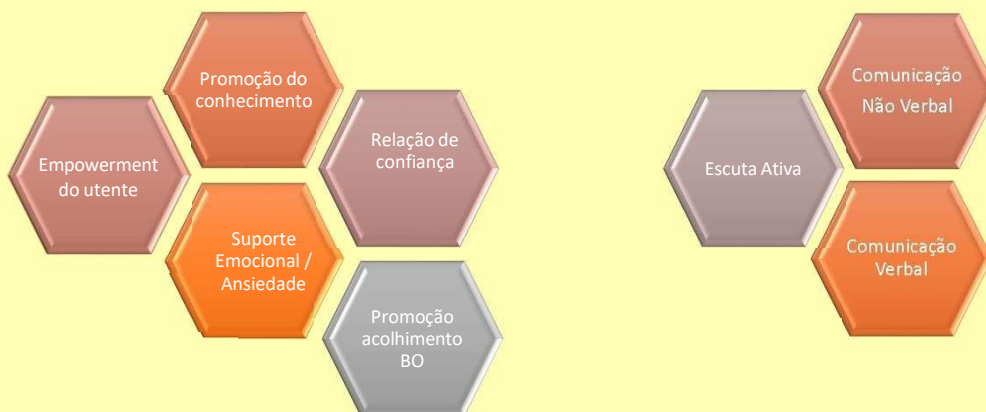 Promoção do
conhecimento
Empowerment
do utente
Relação de
confiança
Suporte
Emocional /
Ansiedade
Promoção
acolhimento
BO
Comunicação
Não Verbal
Escuta Ativa
Comunicação
Verbal